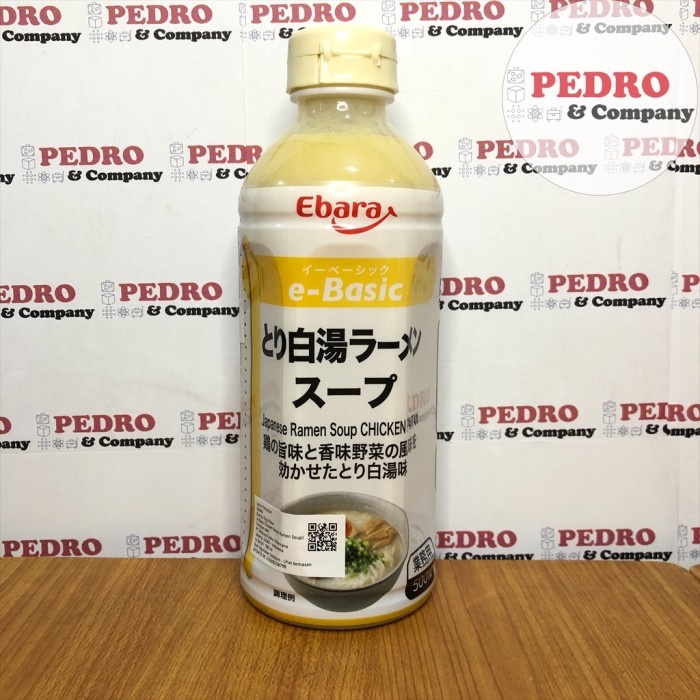 PEDRO
& Company
Ebara
イーベーシック
e-Basic
とり白湯ラーメン
スープ
Japanese Ramen Soup CHICKEN PAITAN
鶏の旨味と香味野菜の風味を
効かせたとり白湯味
業務用
調理例